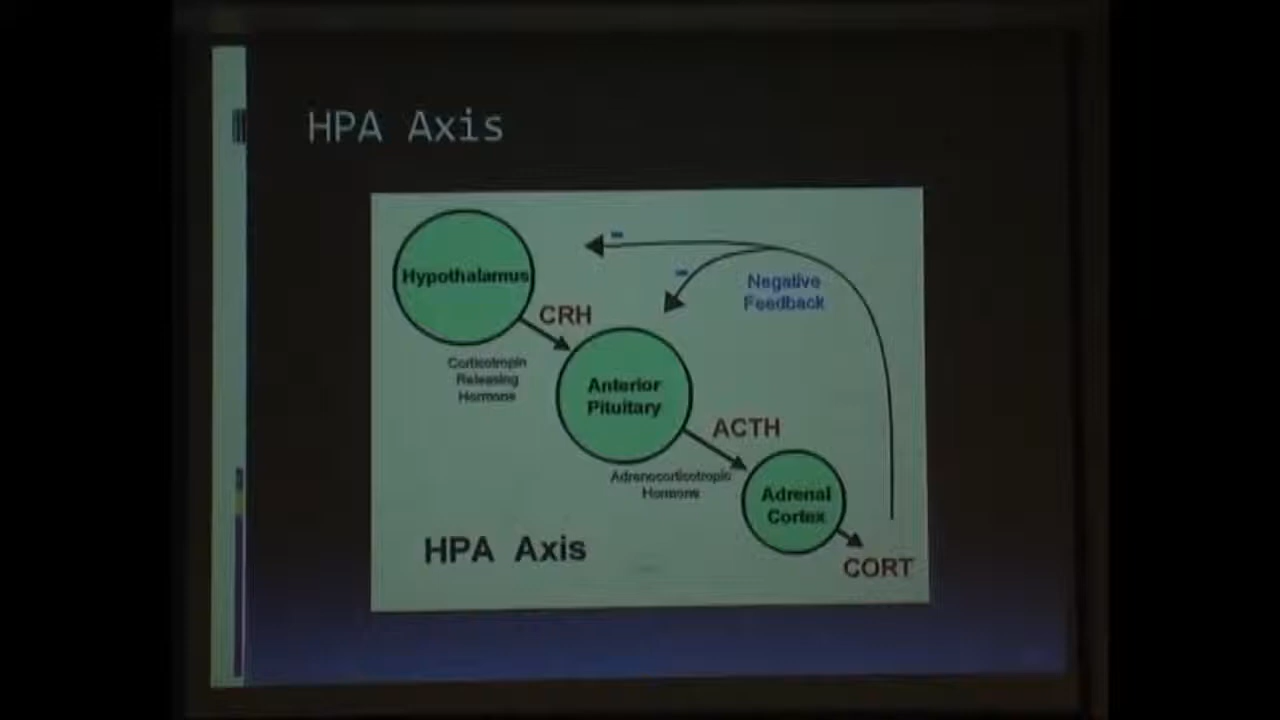 HPA Axis
Hypothalamus
CRH
Corticotropin
Releasing
Hormone
-
-
Negative
Feedback
Anterior
Pituitary
ACTH
Adrenocorticotropic
Hormone
Adrenal
Cortex
CORT
HPA Axis